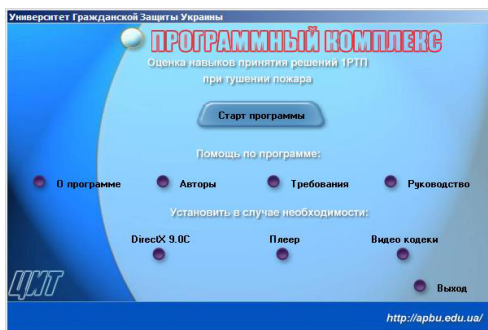 Университет Гражданской Защиты Украины
ПРОГРАММНЫЙ КОМПЛЕКС
Оценка навыков принятия решений 1РТП
при тушении пожара
Старт программы
Помощь по программе:
О программе Авторы Требования Руководство
Установить в случае необходимости:
DirectX 9.0C Плеер Видео кодеки
ЦИТ
Выход
http://apbu.edu.ua/